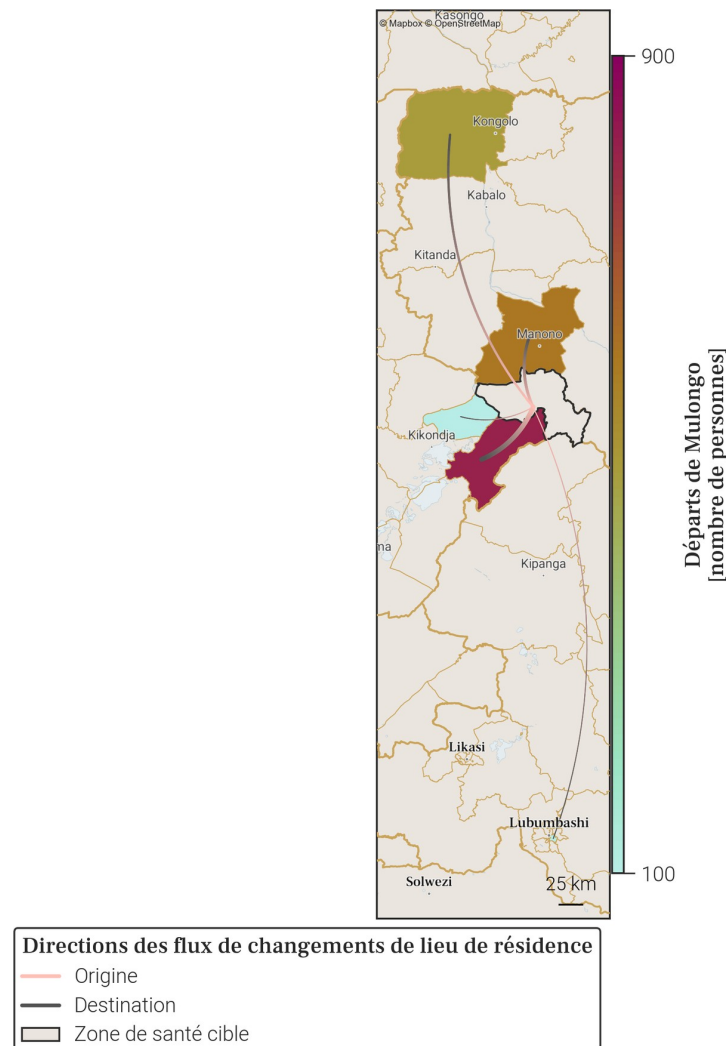 Kasongo
© Mapbox © OpenStreetMap
900
Kongolo
Kabalo
Kitanda
Manono
Kikondja
Départs de Mulongo
[nombre de personnes]
ma
Kipanga
Likasi
Lubumbashi
100
Solwezi
25 km
Directions des flux de changements de lieu de résidence
Origine
Destination
Zone de santé cible